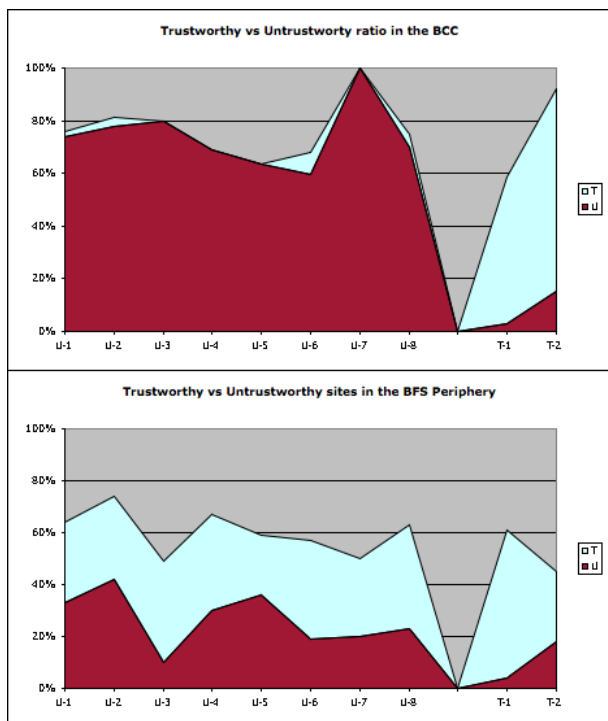 Trustworthy vs Untrustworty ratio in the BCC
100%
80%
60%
40%
20%
0%
U-1 U-2 U-3 U-4 U-5 U-6 U-7 U-8 T-1 T-2
T
U
Trustworthy vs Untrustworthy sites in the BFS Periphery
100%
80%
60%
40%
20%
0%
U-1 U-2 U-3 U-4 U-5 U-6 U-7 U-8 T-1 T-2
T
U